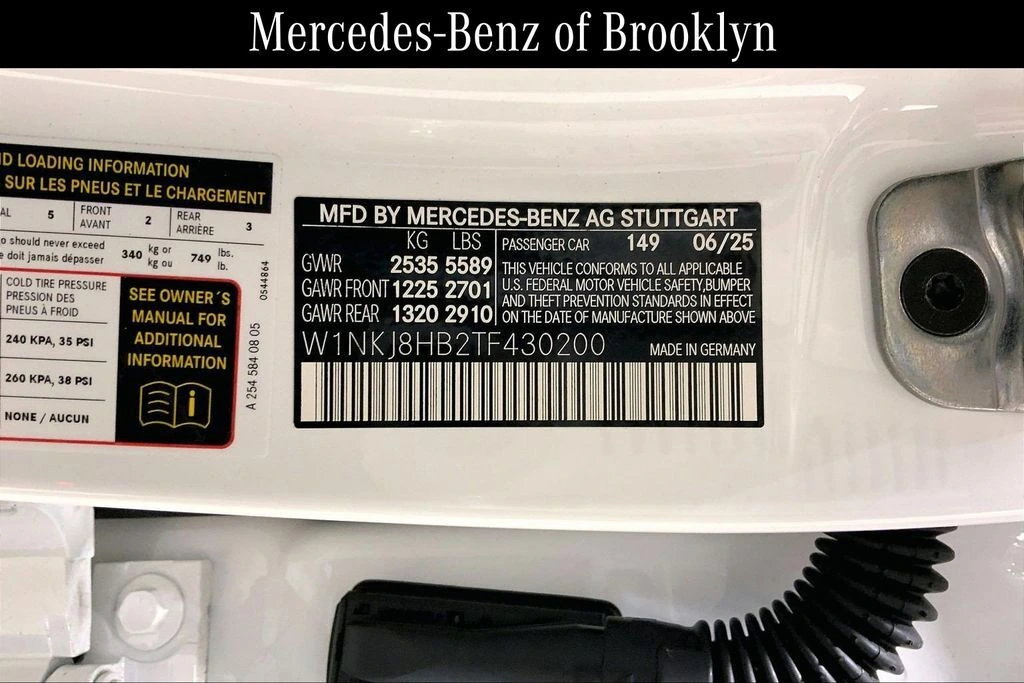 Mercedes-Benz of Brooklyn
LOADING INFORMATION
SUR LES PNEUS ET LE CHARGEMENT
5 FRONT AVANT 2 REAR ARRIÈRE 3
should never exceed
doit jamais dépasser 340 kg or kg ou 749 lbs. lb.
COLD TIRE PRESSURE
PRESSION DES
PNEUS À FROID
240 KPA, 35 PSI
260 KPA, 38 PSI
NONE / AUCUN
SEE OWNER´S
MANUAL FOR
ADDITIONAL
INFORMATION
i
A 254 584 08 05
0544864
MFD BY MERCEDES-BENZ AG STUTTGART
KG LBS
GVWR 2535 5589
GAWR FRONT 1225 2701
GAWR REAR 1320 2910
PASSENGER CAR 149 06/25
THIS VEHICLE CONFORMS TO ALL APPLICABLE
U.S. FEDERAL MOTOR VEHICLE SAFETY,BUMPER
AND THEFT PREVENTION STANDARDS IN EFFECT
ON THE DATE OF MANUFACTURE SHOWN ABOVE
W1NKJ8HB2TF430200 MADE IN GERMANY